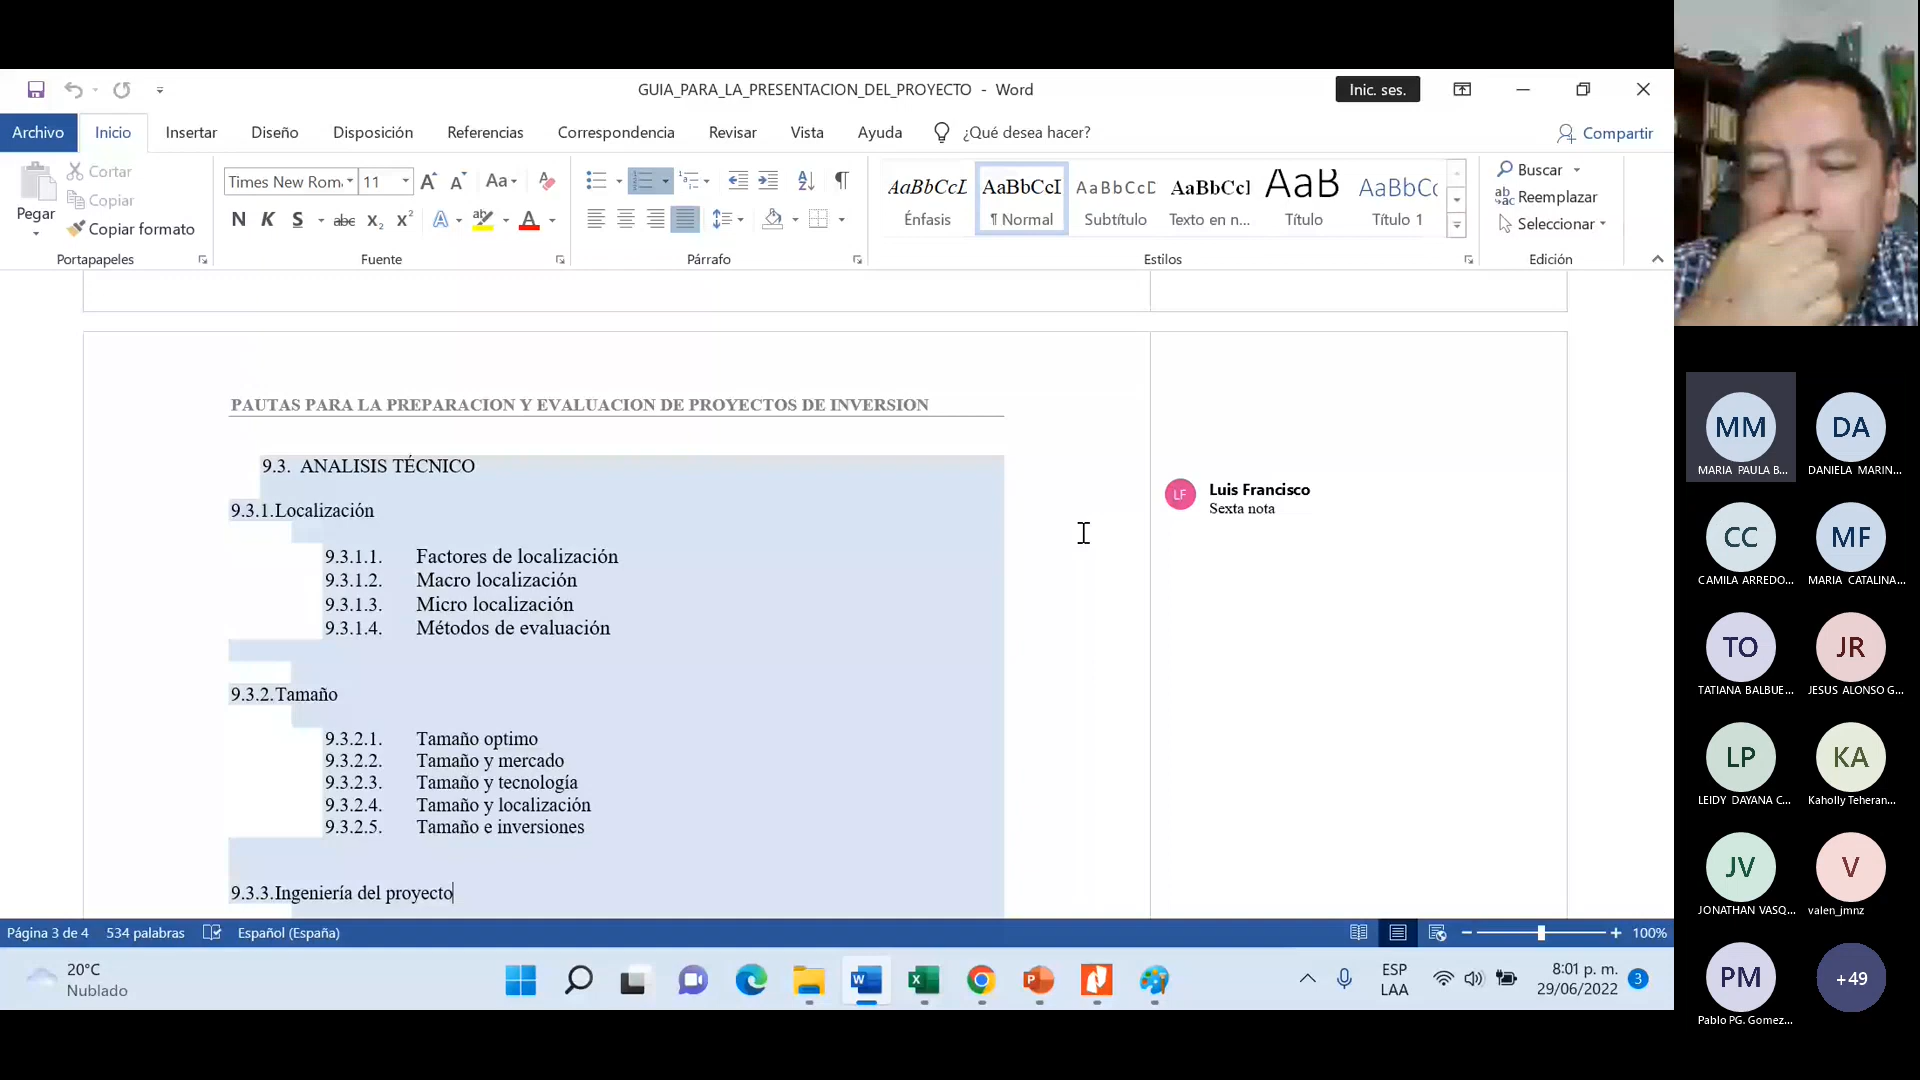 GUIA_PARA_LA_PRESENTACION_DEL_PROYECTO - Word
Inic. ses.
Archivo Inicio Insertar Diseño Disposición Referencias Correspondencia Revisar Vista Ayuda ¿Qué desea hacer? Compartir
Pegar
Cortar
Copiar
Copiar formato
Portapapeles
Times New Rom. 11 Aa
N K S abc X₂ X² A A
Fuente
Párrafo
AaBbCcL AaBbCcI AaBbCcD AaBbCcI AaB AaBbCc
Énfasis ¶ Normal Subtítulo Texto en n... Título Título 1
Estilos
Buscar
Reemplazar
Seleccionar
Edición
PAUTAS PARA LA PREPARACION Y EVALUACION DE PROYECTOS DE INVERSION
9.3. ANALISIS TÉCNICO
9.3.1.Localización
9.3.1.1. Factores de localización
9.3.1.2. Macro localización
9.3.1.3. Micro localización
9.3.1.4. Métodos de evaluación
9.3.2.Tamaño
9.3.2.1. Tamaño optimo
9.3.2.2. Tamaño y mercado
9.3.2.3. Tamaño y tecnología
9.3.2.4. Tamaño y localización
9.3.2.5. Tamaño e inversiones
9.3.3.Ingeniería del proyecto
LF
Luis Francisco
Sexta nota
Página 3 de 4 534 palabras Español (España) 100%
20°C
Nublado
ESP
LAA
8:01 p. m.
29/06/2022
3
MM DA
MARIA PAULA B... DANIELA MARIN...
CC MF
CAMILA ARREDO... MARIA CATALINA...
TO JR
TATIANA BALBUE... JESUS ALONSO G...
LP KA
LEIDY DAYANA C... Kaholly Teheran...
JV V
JONATHAN VASQ... valen_jmnz
PM +49
Pablo PG. Gomez...